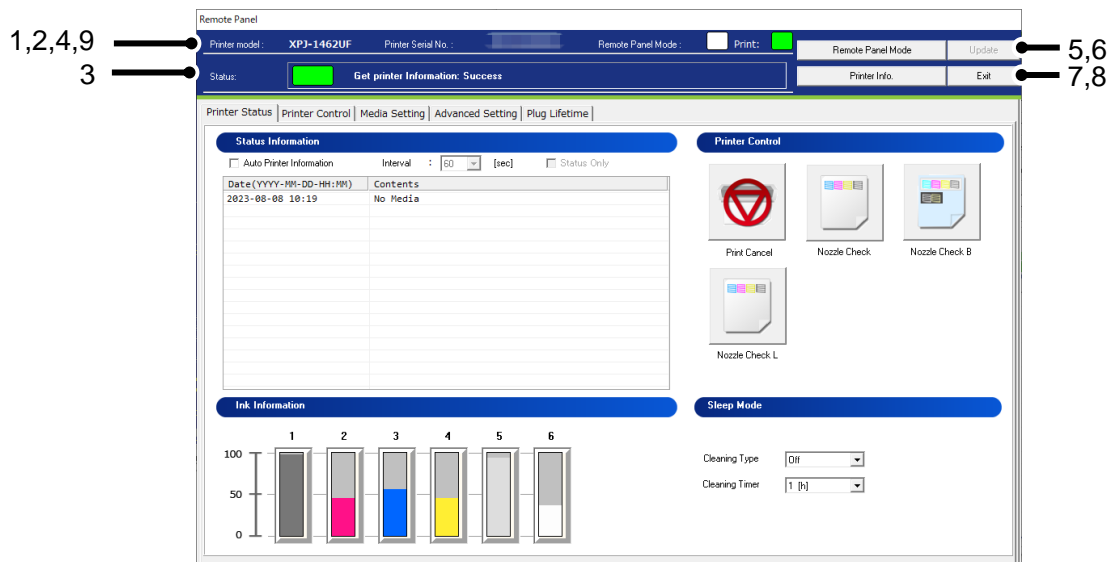 Remote Panel
1,2,4,9
Printer model : XPJ-1462UF Printer Serial No. : Remote Panel Mode : Print:
Remote Panel Mode Update
5,6
3
Status: Get printer Information: Success
Printer Info. Exit
7,8
Printer Status Printer Control Media Setting Advanced Setting Plug Lifetime
Status Information
Auto Printer Information Interval : 60 [sec] Status Only
Date(YYYY-MM-DD-HH:MM) Contents
2023-08-08 10:19 No Media
Printer Control
Print Cancel Nozzle Check Nozzle Check B
Nozzle Check L
Ink Information
1 2 3 4 5 6
100
50
0
Sleep Mode
Cleaning Type Off
Cleaning Timer 1 [h]